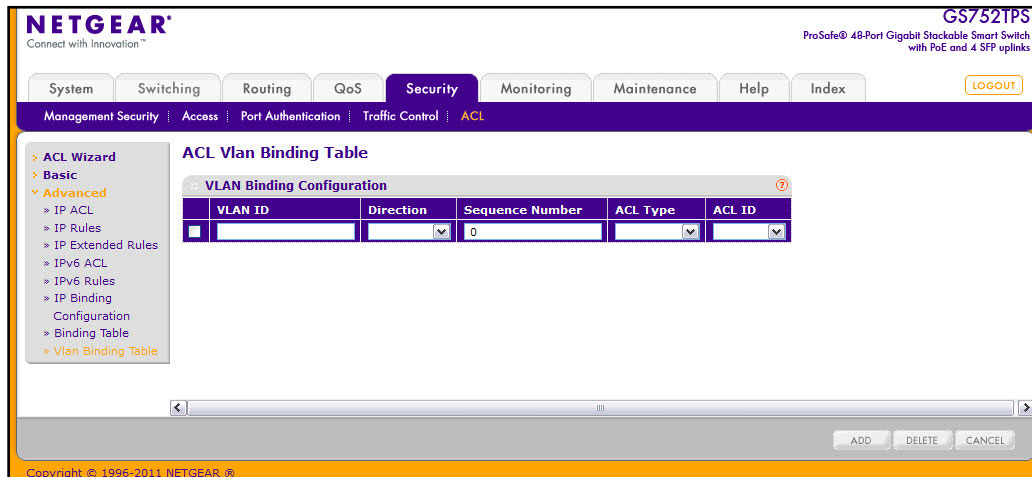 NETGEAR®
Connect with Innovation™
GS752TPS
ProSafe® 48-Port Gigabit Stackable Smart Switch
with PoE and 4 SFP uplinks
System Switching Routing QoS Security Monitoring Maintenance Help Index LOGOUT
Management Security Access Port Authentication Traffic Control ACL
ACL Wizard
Basic
Advanced
» IP ACL
» IP Rules
» IP Extended Rules
» IPv6 ACL
» IPv6 Rules
» IP Binding
Configuration
» Binding Table
» Vlan Binding Table
ACL Vlan Binding Table
VLAN Binding Configuration ?
VLAN ID Direction Sequence Number ACL Type ACL ID
0
ADD DELETE CANCEL
Copyright © 1996-2011 NETGEAR ®